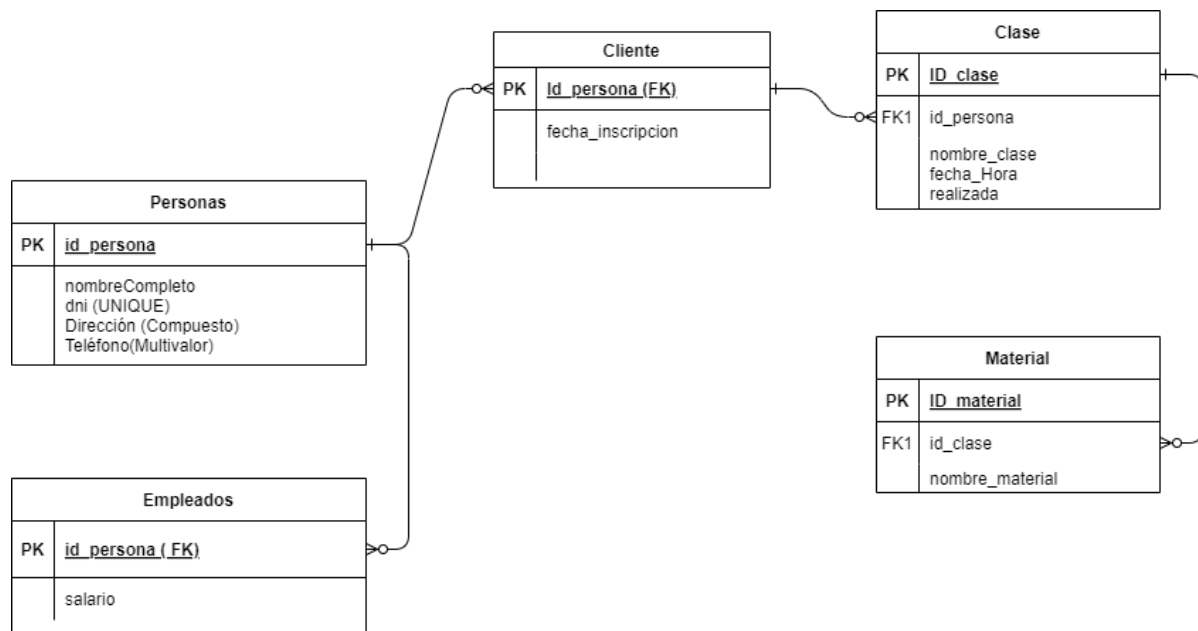 Cliente
PK Id_persona (FK)
fecha_inscripcion
Clase
PK ID_clase
FK1 id_persona
nombre_clase
fecha_Hora
realizada
Personas
PK id_persona
nombreCompleto
dni (UNIQUE)
Dirección (Compuesto)
Teléfono(Multivalor)
Material
PK ID_material
FK1 id_clase
nombre_material
Empleados
PK id_persona ( FK)
salario